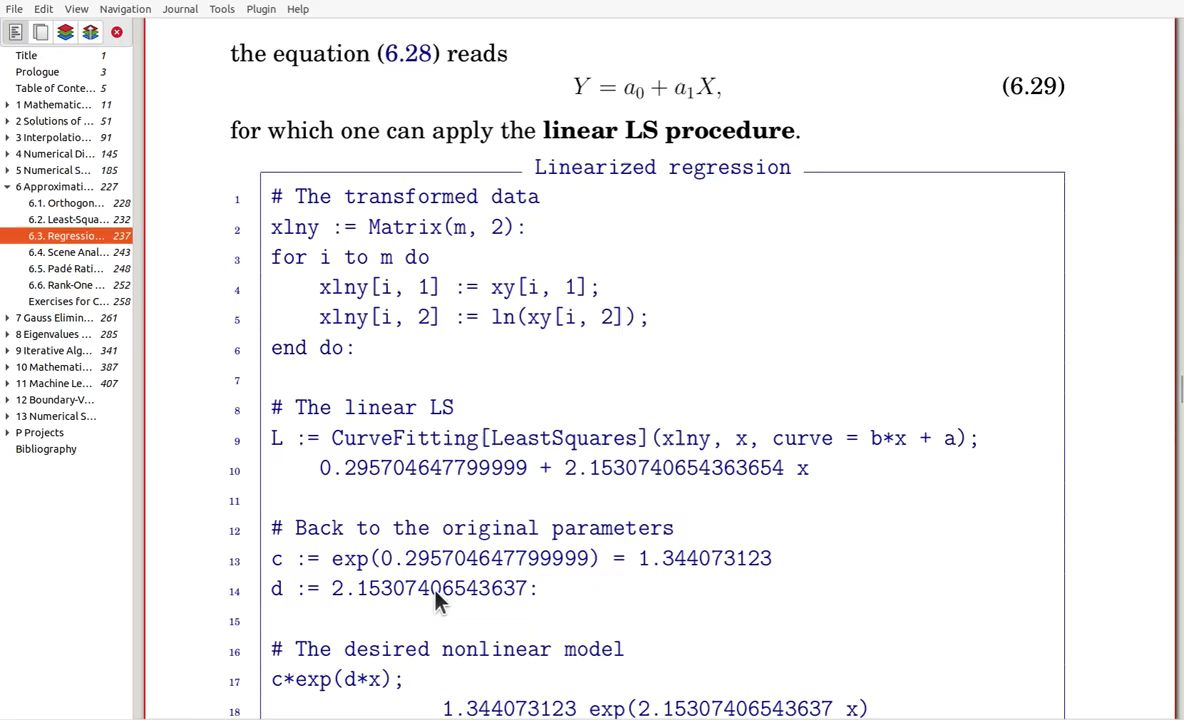 File Edit View Navigation Journal Tools Plugin Help
Title 1
Prologue 3
Table of Conte... 5
1 Mathematic... 11
2 Solutions of ... 51
3 Interpolatio... 91
4 Numerical Di... 145
5 Numerical S... 185
6 Approximati... 227
6.1. Orthogon... 228
6.2. Least-Squa... 232
6.3. Regressio... 237
6.4. Scene Anal... 243
6.5. Padé Rati... 248
6.6. Rank-One ... 252
Exercises for C... 258
7 Gauss Elimin... 261
8 Eigenvalues ... 285
9 Iterative Alg... 341
10 Mathemati... 387
11 Machine Le... 407
12 Boundary-V...
13 Numerical S...
P Projects
Bibliography
the equation (6.28) reads
Y = a₀ + a₁X, (6.29)
for which one can apply the linear LS procedure.
Linearized regression
1 # The transformed data
2 xlny := Matrix(m, 2):
3 for i to m do
4 xlny[i, 1] := xy[i, 1];
5 xlny[i, 2] := ln(xy[i, 2]);
6 end do:
7
8 # The linear LS
9 L := CurveFitting[LeastSquares](xlny, x, curve = b*x + a);
10 0.295704647799999 + 2.1530740654363654 x
11
12 # Back to the original parameters
13 c := exp(0.295704647799999) = 1.344073123
14 d := 2.15307406543637:
15
16 # The desired nonlinear model
17 c*exp(d*x);
18 1.344073123 exp(2.15307406543637 x)